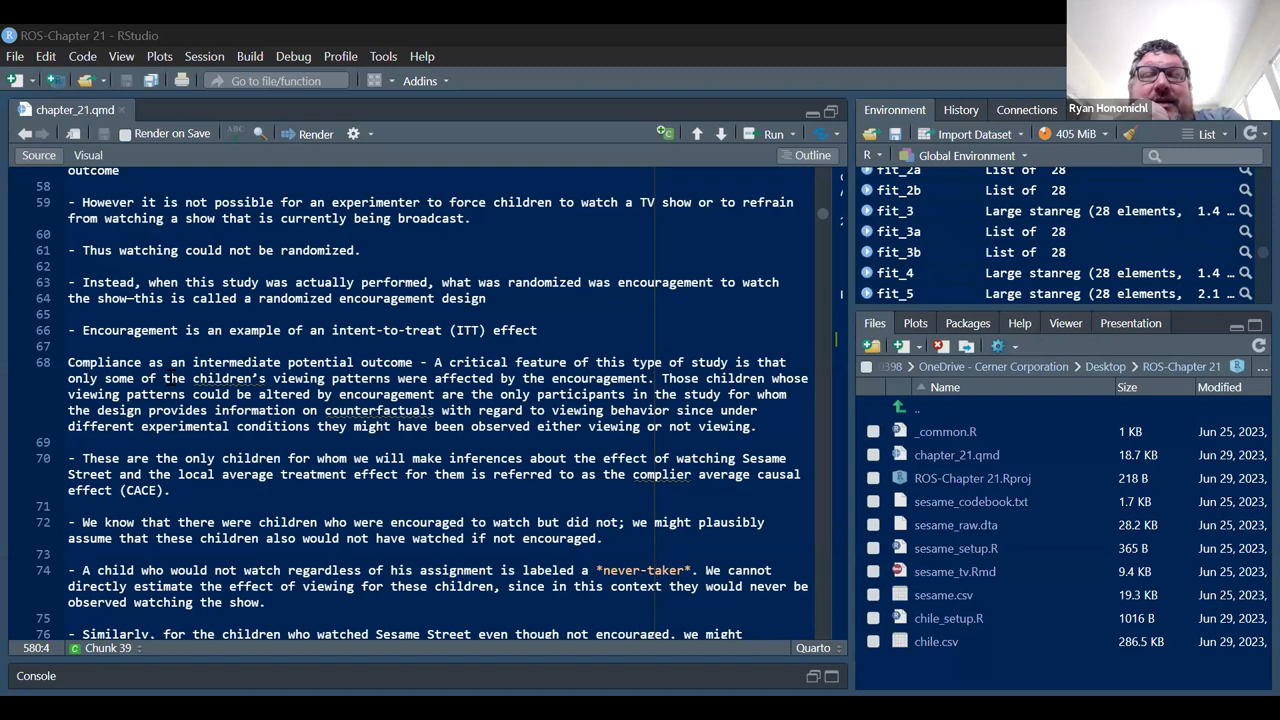 ROS-Chapter 21 - RStudio
File Edit Code View Plots Session Build Debug Profile Tools Help
Go to file/function Addins
Ryan Honomichl
chapter_21.qmd
Render on Save ABC Render Run
Source Visual Outline
outcome
58
59 - However it is not possible for an experimenter to force children to watch a TV show or to refrain
from watching a show that is currently being broadcast.
60
61 - Thus watching could not be randomized.
62
63 - Instead, when this study was actually performed, what was randomized was encouragement to watch
64 the show—this is called a randomized encouragement design
65
66 - Encouragement is an example of an intent-to-treat (ITT) effect
67
68 Compliance as an intermediate potential outcome - A critical feature of this type of study is that
only some of the children's viewing patterns were affected by the encouragement. Those children whose
viewing patterns could be altered by encouragement are the only participants in the study for whom
the design provides information on counterfactuals with regard to viewing behavior since under
different experimental conditions they might have been observed either viewing or not viewing.
69
70 - These are the only children for whom we will make inferences about the effect of watching Sesame
Street and the local average treatment effect for them is referred to as the complier average causal
effect (CACE).
71
72 - We know that there were children who were encouraged to watch but did not; we might plausibly
assume that these children also would not have watched if not encouraged.
73
74 - A child who would not watch regardless of his assignment is labeled a *never-taker*. We cannot
directly estimate the effect of viewing for these children, since in this context they would never be
observed watching the show.
75
76 - Similarly, for the children who watched Sesame Street even though not encouraged, we might
580:4 Chunk 39 Quarto
Console
Environment History Connections
Import Dataset 405 MiB List
R Global Environment
fit_2a List of 28
fit_2b List of 28
fit_3 Large stanreg (28 elements, 1.4 …
fit_3a List of 28
fit_3b List of 28
fit_4 Large stanreg (28 elements, 1.4 …
fit_5 Large stanreg (28 elements, 2.1 …
Files Plots Packages Help Viewer Presentation
0398 OneDrive - Cerner Corporation Desktop ROS-Chapter 21 ...
Name Size Modified
..
_common.R 1 KB Jun 25, 2023,
chapter_21.qmd 18.7 KB Jun 29, 2023,
ROS-Chapter 21.Rproj 218 B Jun 29, 2023,
sesame_codebook.txt 1.7 KB Jun 25, 2023,
sesame_raw.dta 28.2 KB Jun 25, 2023,
sesame_setup.R 365 B Jun 25, 2023,
sesame_tv.Rmd 9.4 KB Jun 25, 2023,
sesame.csv 19.3 KB Jun 25, 2023,
chile_setup.R 1016 B Jun 29, 2023,
chile.csv 286.5 KB Jun 29, 2023,